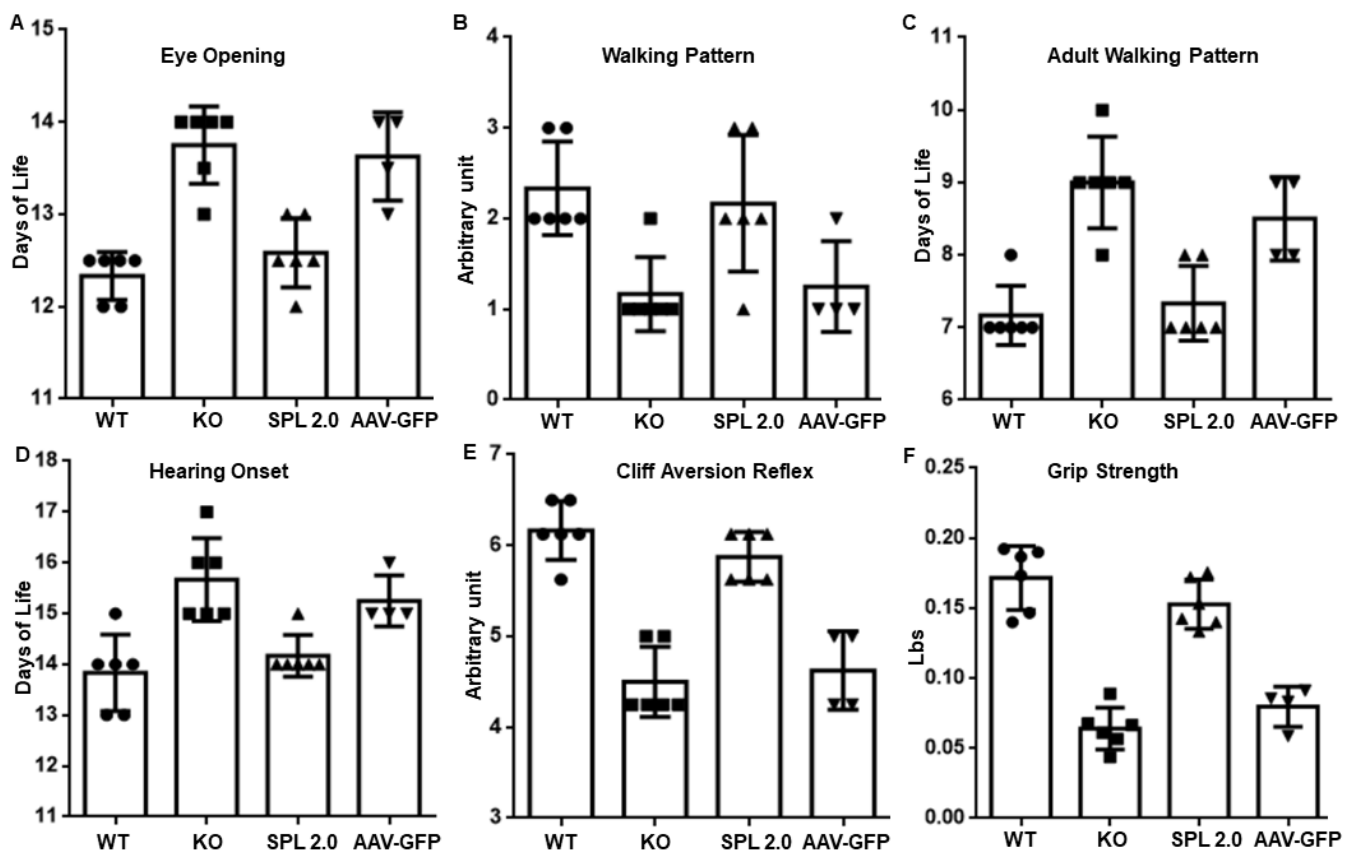 A
Eye Opening
Days of Life
15
14
13
12
11
WT KO SPL 2.0 AAV-GFP
B
Walking Pattern
Arbitrary unit
4
3
2
1
0
WT KO SPL 2.0 AAV-GFP
C
Adult Walking Pattern
Days of Life
11
10
9
8
7
6
WT KO SPL 2.0 AAV-GFP
D
Hearing Onset
Days of Life
18
17
16
15
14
13
12
11
WT KO SPL 2.0 AAV-GFP
E
Cliff Aversion Reflex
Arbitrary unit
7
6
5
4
3
WT KO SPL 2.0 AAV-GFP
F
Grip Strength
Lbs
0.25
0.20
0.15
0.10
0.05
0.00
WT KO SPL 2.0 AAV-GFP